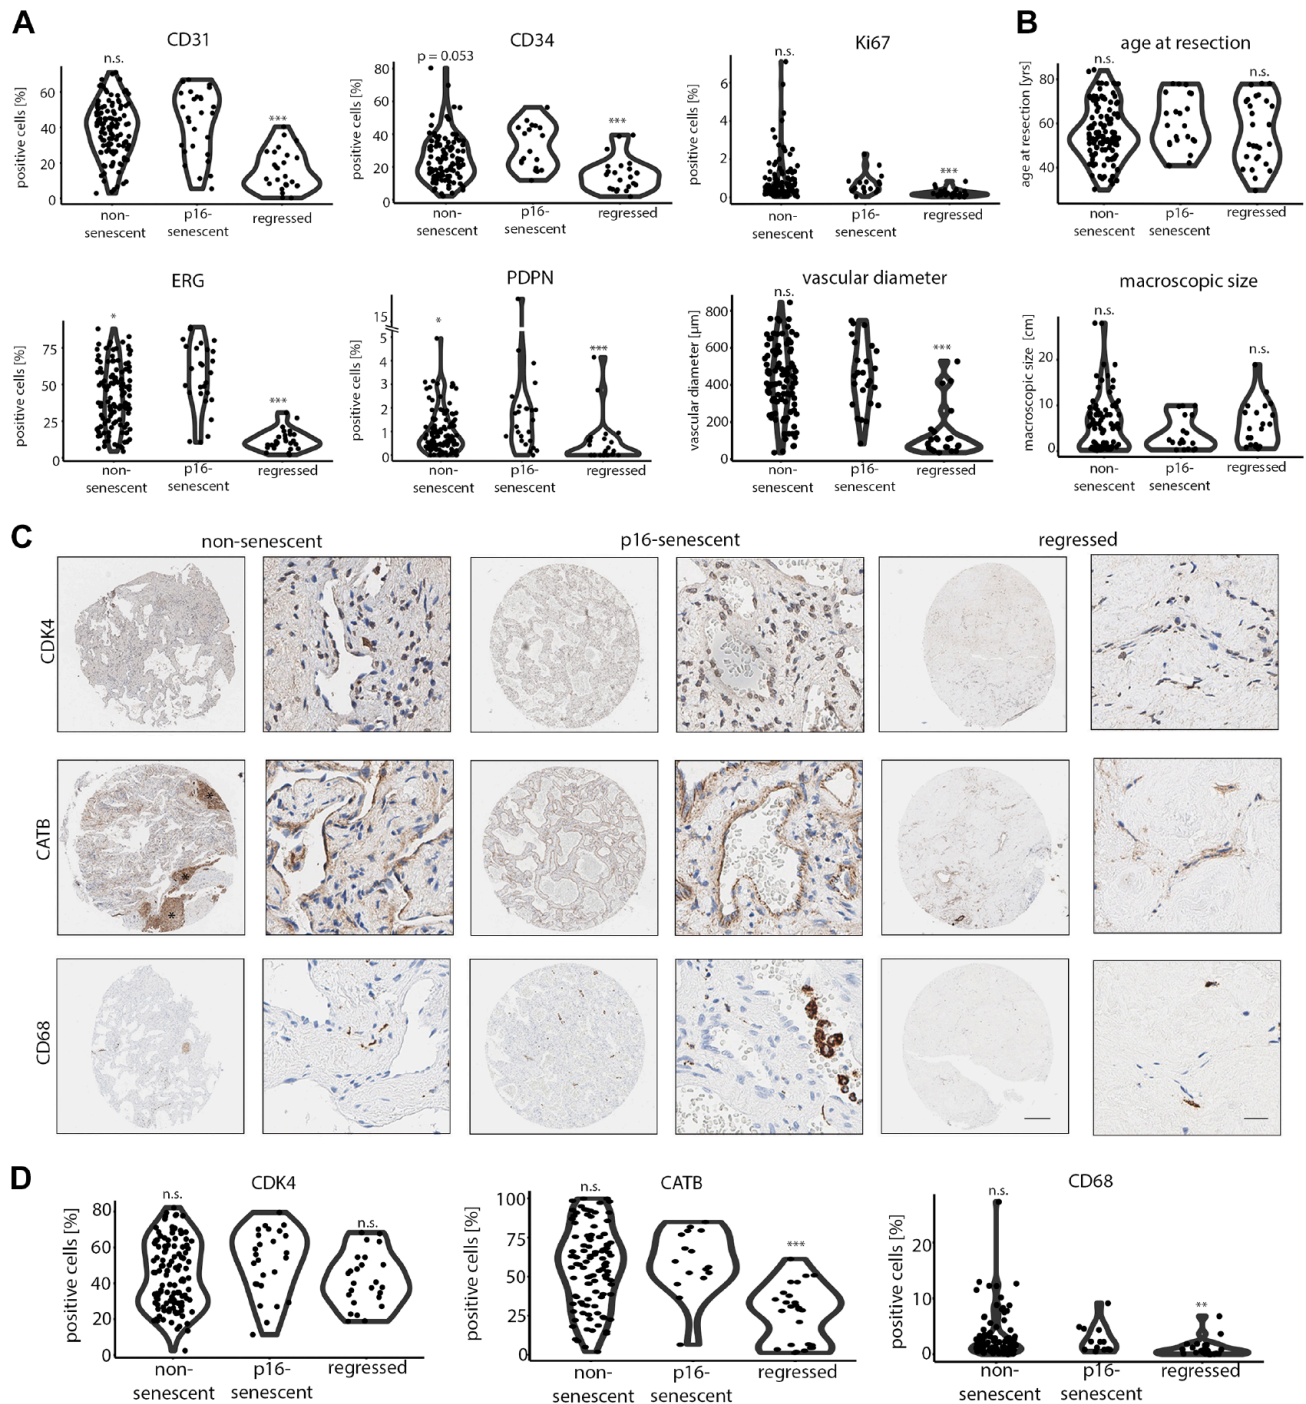 A
CD31
n.s.
***
positive cells [%]
60
40
20
0
non-
senescent
p16-
senescent
regressed
CD34
p = 0.053
***
positive cells [%]
80
60
40
20
0
non-
senescent
p16-
senescent
regressed
Ki67
n.s.
***
positive cells [%]
6
4
2
0
non-
senescent
p16-
senescent
regressed
B
age at resection
n.s.
n.s.
age at resection [yrs]
80
60
40
non-
senescent
p16-
senescent
regressed
ERG
*
***
positive cells [%]
75
50
25
0
non-
senescent
p16-
senescent
regressed
PDPN
*
***
positive cells [%]
15
5
4
3
2
1
0
non-
senescent
p16-
senescent
regressed
vascular diameter
n.s.
***
vascular diameter [µm]
800
600
400
200
0
non-
senescent
p16-
senescent
regressed
macroscopic size
n.s.
n.s.
macroscopic size [cm]
20
10
0
non-
senescent
p16-
senescent
regressed
C
non-senescent
p16-senescent
regressed
CDK4
CATB
*
*
*
CD68
D
CDK4
n.s.
n.s.
positive cells [%]
80
60
40
20
0
non-
senescent
p16-
senescent
regressed
CATB
n.s.
***
positive cells [%]
100
75
50
25
0
non-
senescent
p16-
senescent
regressed
CD68
n.s.
**
positive cells [%]
20
10
0
non-
senescent
p16-
senescent
regressed